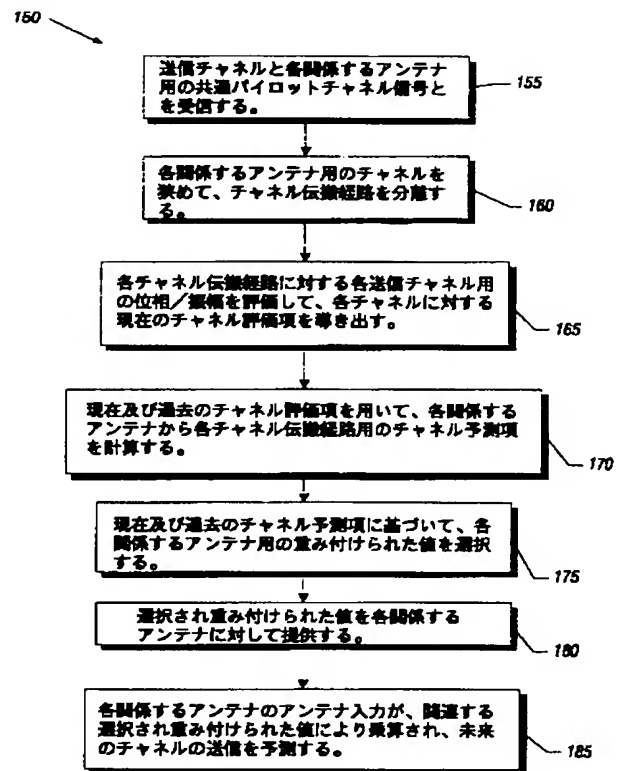 150
送信チャネルと各関係するアンテナ
用の共通パイロットチャネル信号と
を受信する。
155
各関係するアンテナ用のチャネルを
狭めて、チャネル伝搬経路を分離す
る。
160
各チャネル伝搬経路に対する各送信チャネル用
の位相／振幅を評価して、各チャネルに対する
現在のチャネル評価項を導き出す。
165
現在及び過去のチャネル評価項を用いて、各関係する
アンテナから各チャネル伝搬経路用のチャネル予測項
を計算する。
170
現在及び過去のチャネル予測項に基づいて、各
関係するアンテナ用の重み付けられた値を選択
する。
175
選択され重み付けられた値を各関係する
アンテナに対して提供する。
180
各関係するアンテナのアンテナ入力が、関連する
選択され重み付けられた値により乗算され、未来
のチャネルの送信を予測する。
185